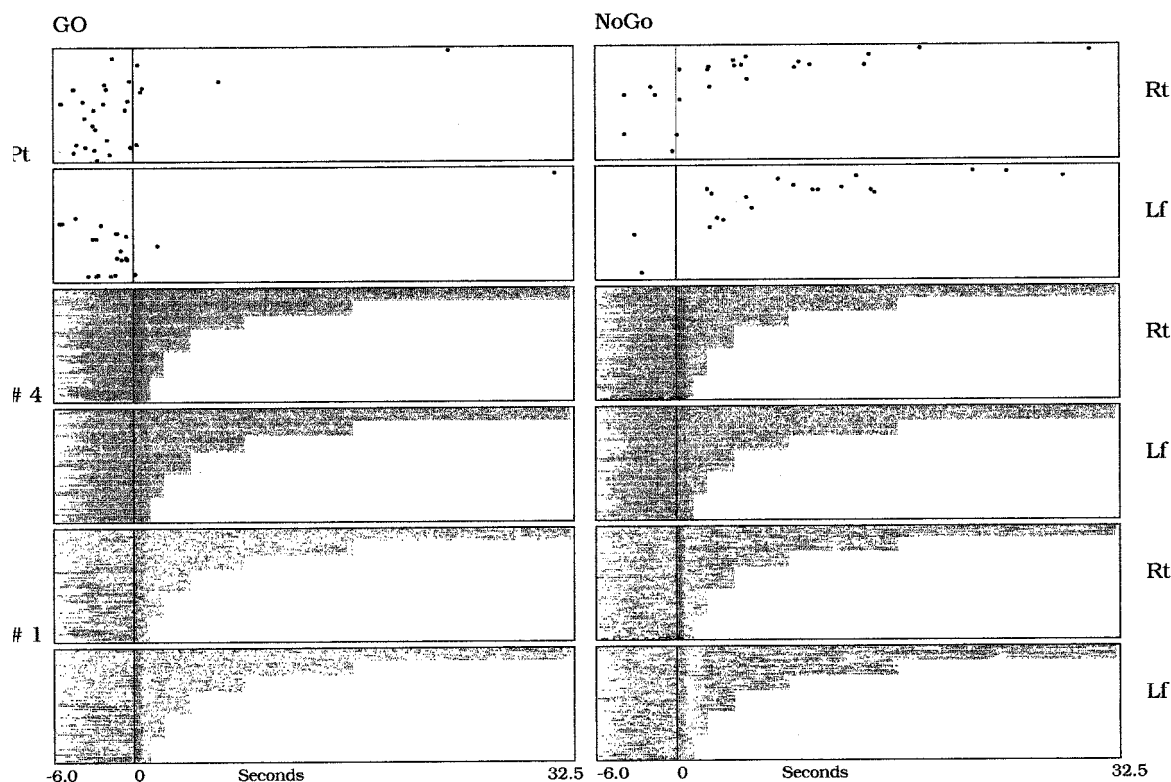 GO NoGo
Rt
Pt
Lf
Rt
# 4
Lf
Rt
# 1
Lf
-6.0 0 Seconds 32.5 -6.0 0 Seconds 32.5